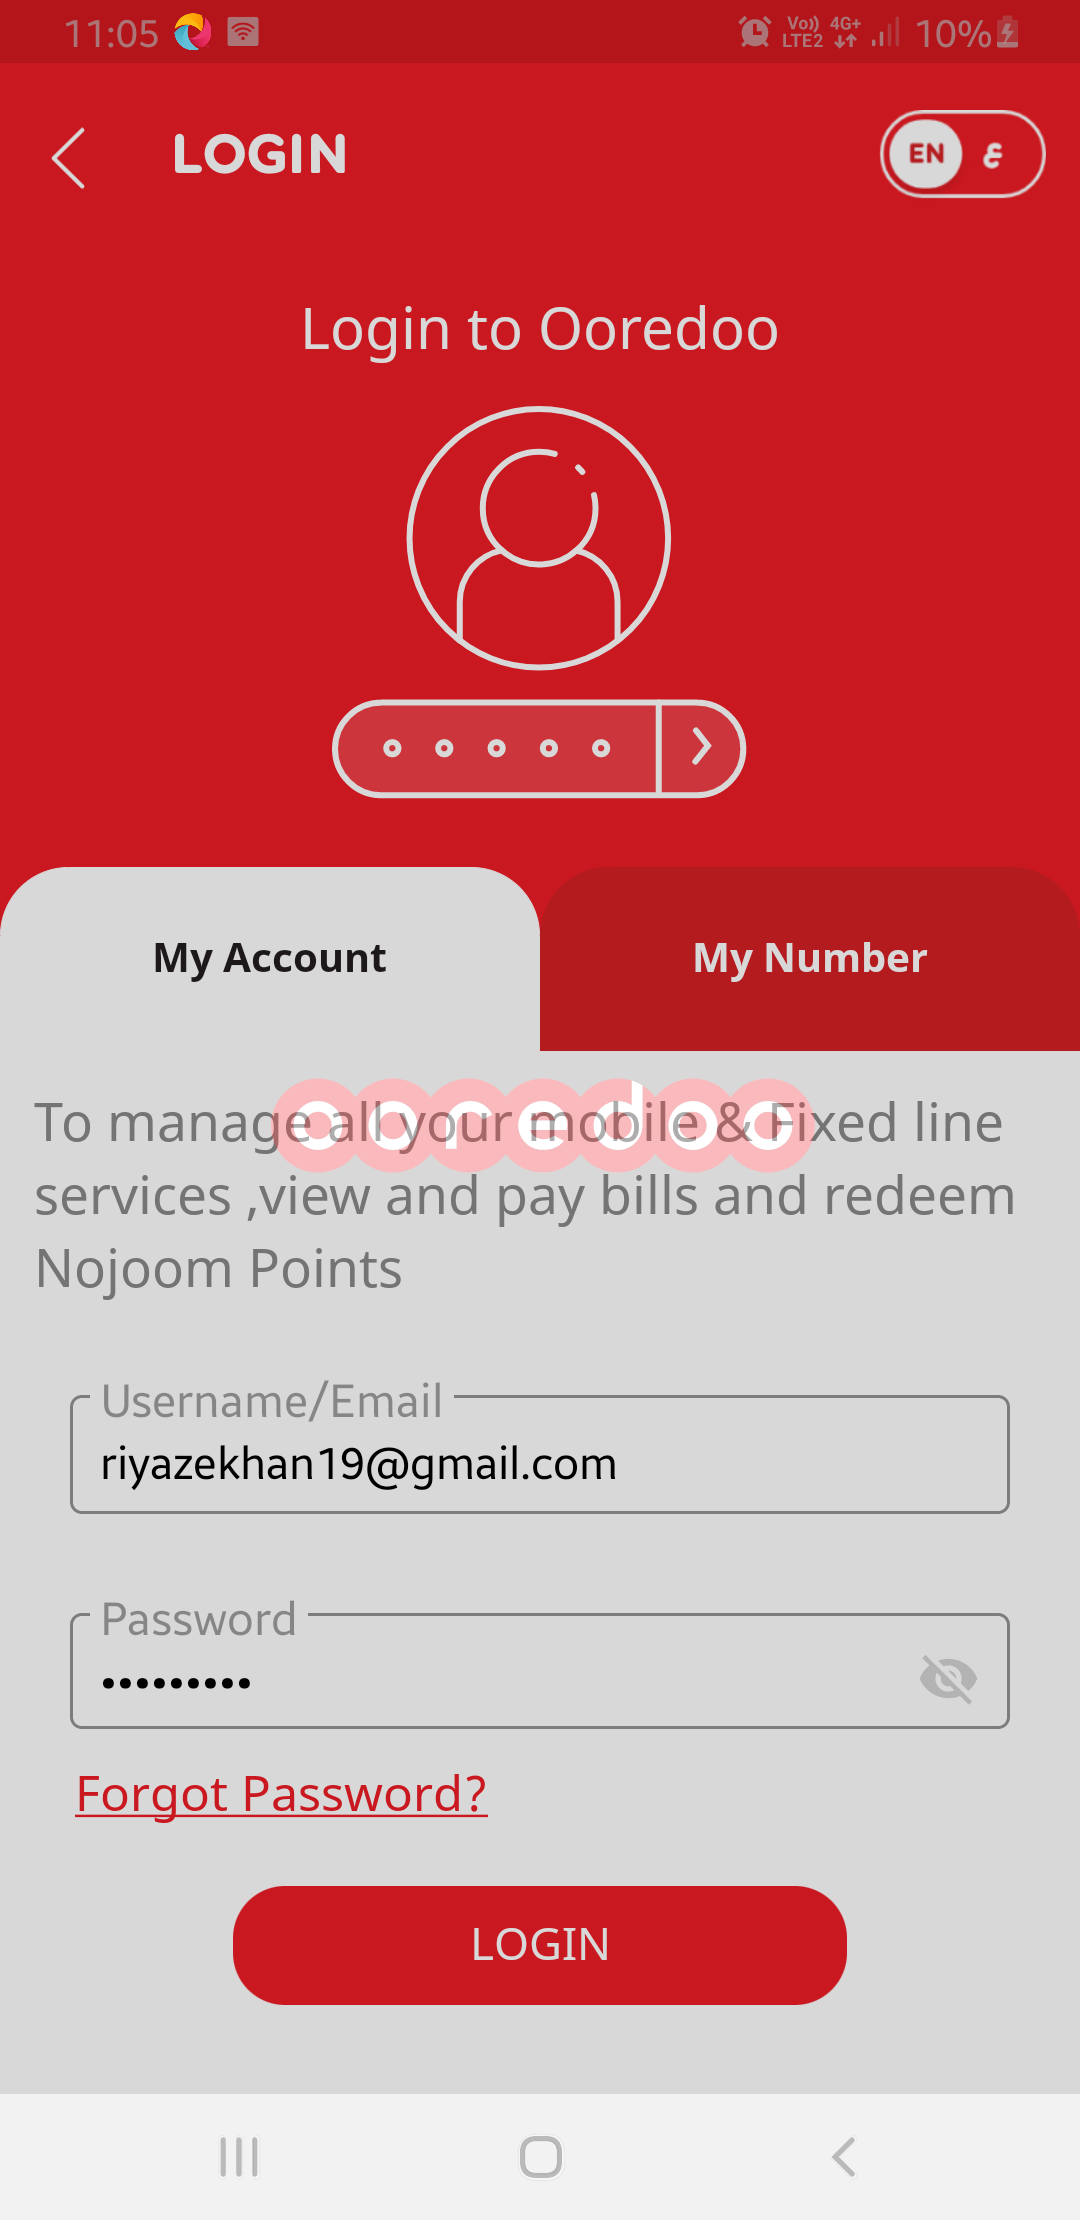 11:05 Vo)) LTE2 4G+ 10%
LOGIN EN ع
Login to Ooredoo
My Account My Number
ooredoo
To manage all your mobile & Fixed line
services ,view and pay bills and redeem
Nojoom Points
Username/Email
riyazekhan19@gmail.com
Password
•••••••••
Forgot Password?
LOGIN